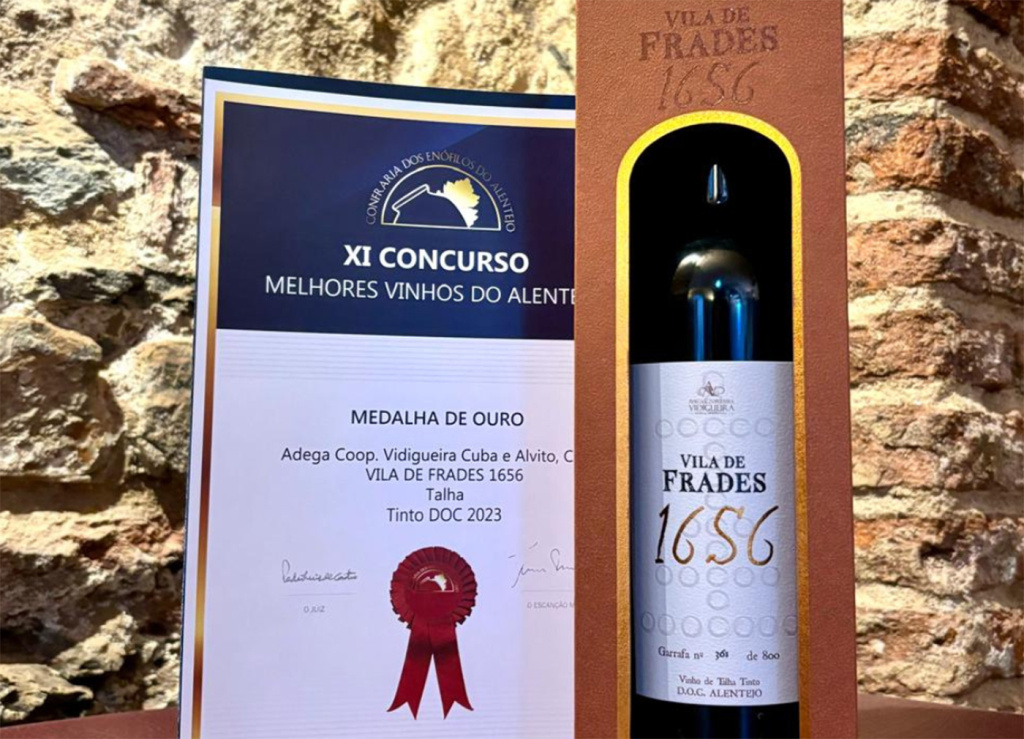 CONFRARIA DOS ENÓFILOS DO ALENTEJO
XI CONCURSO
MELHORES VINHOS DO ALENTE
MEDALHA DE OURO
Adega Coop. Vidigueira Cuba e Alvito, C
VILA DE FRADES 1656
Talha
Tinto DOC 2023
O JUIZ
O ESCANÇÃO M
VILA DE
FRADES
1656
VIDIGUEIRA
VILA DE
FRADES
1656
Garrafa nº 361 de 800
Vinho de Talha Tinto
D.O.C. ALENTEJO